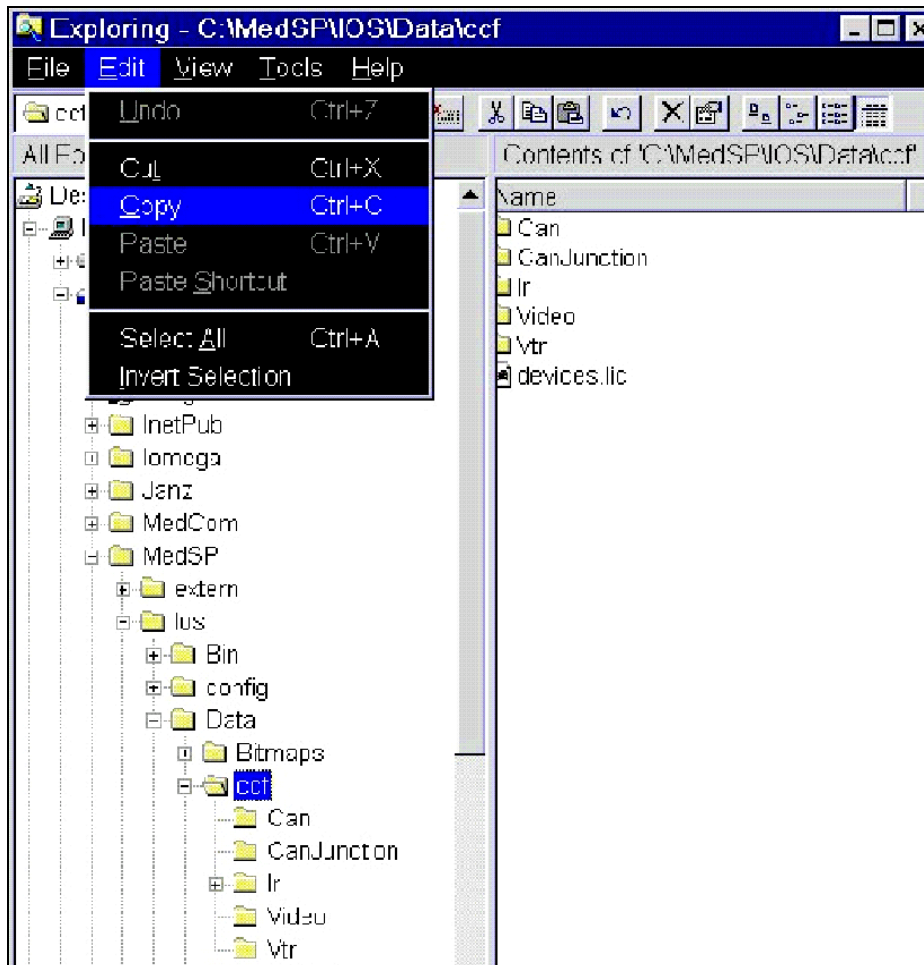 Exploring - C:\MedSP\IOS\Data\ccf
File Edit View Tools Help
Undo Ctrl+Z
Cut Ctrl+X
Copy Ctrl+C
Paste Ctrl+V
Paste Shortcut
Select All Ctrl+A
Invert Selection
ccf
All Fo
Contents of 'C:\MedSP\IOS\Data\ccf'
Des
Name
Can
CanJunction
Ir
Video
Vtr
devices.lic
InetPub
Iomega
Janz
MedCom
MedSP
extern
Ios
Bin
config
Data
Bitmaps
ccf
Can
CanJunction
Ir
Video
Vtr